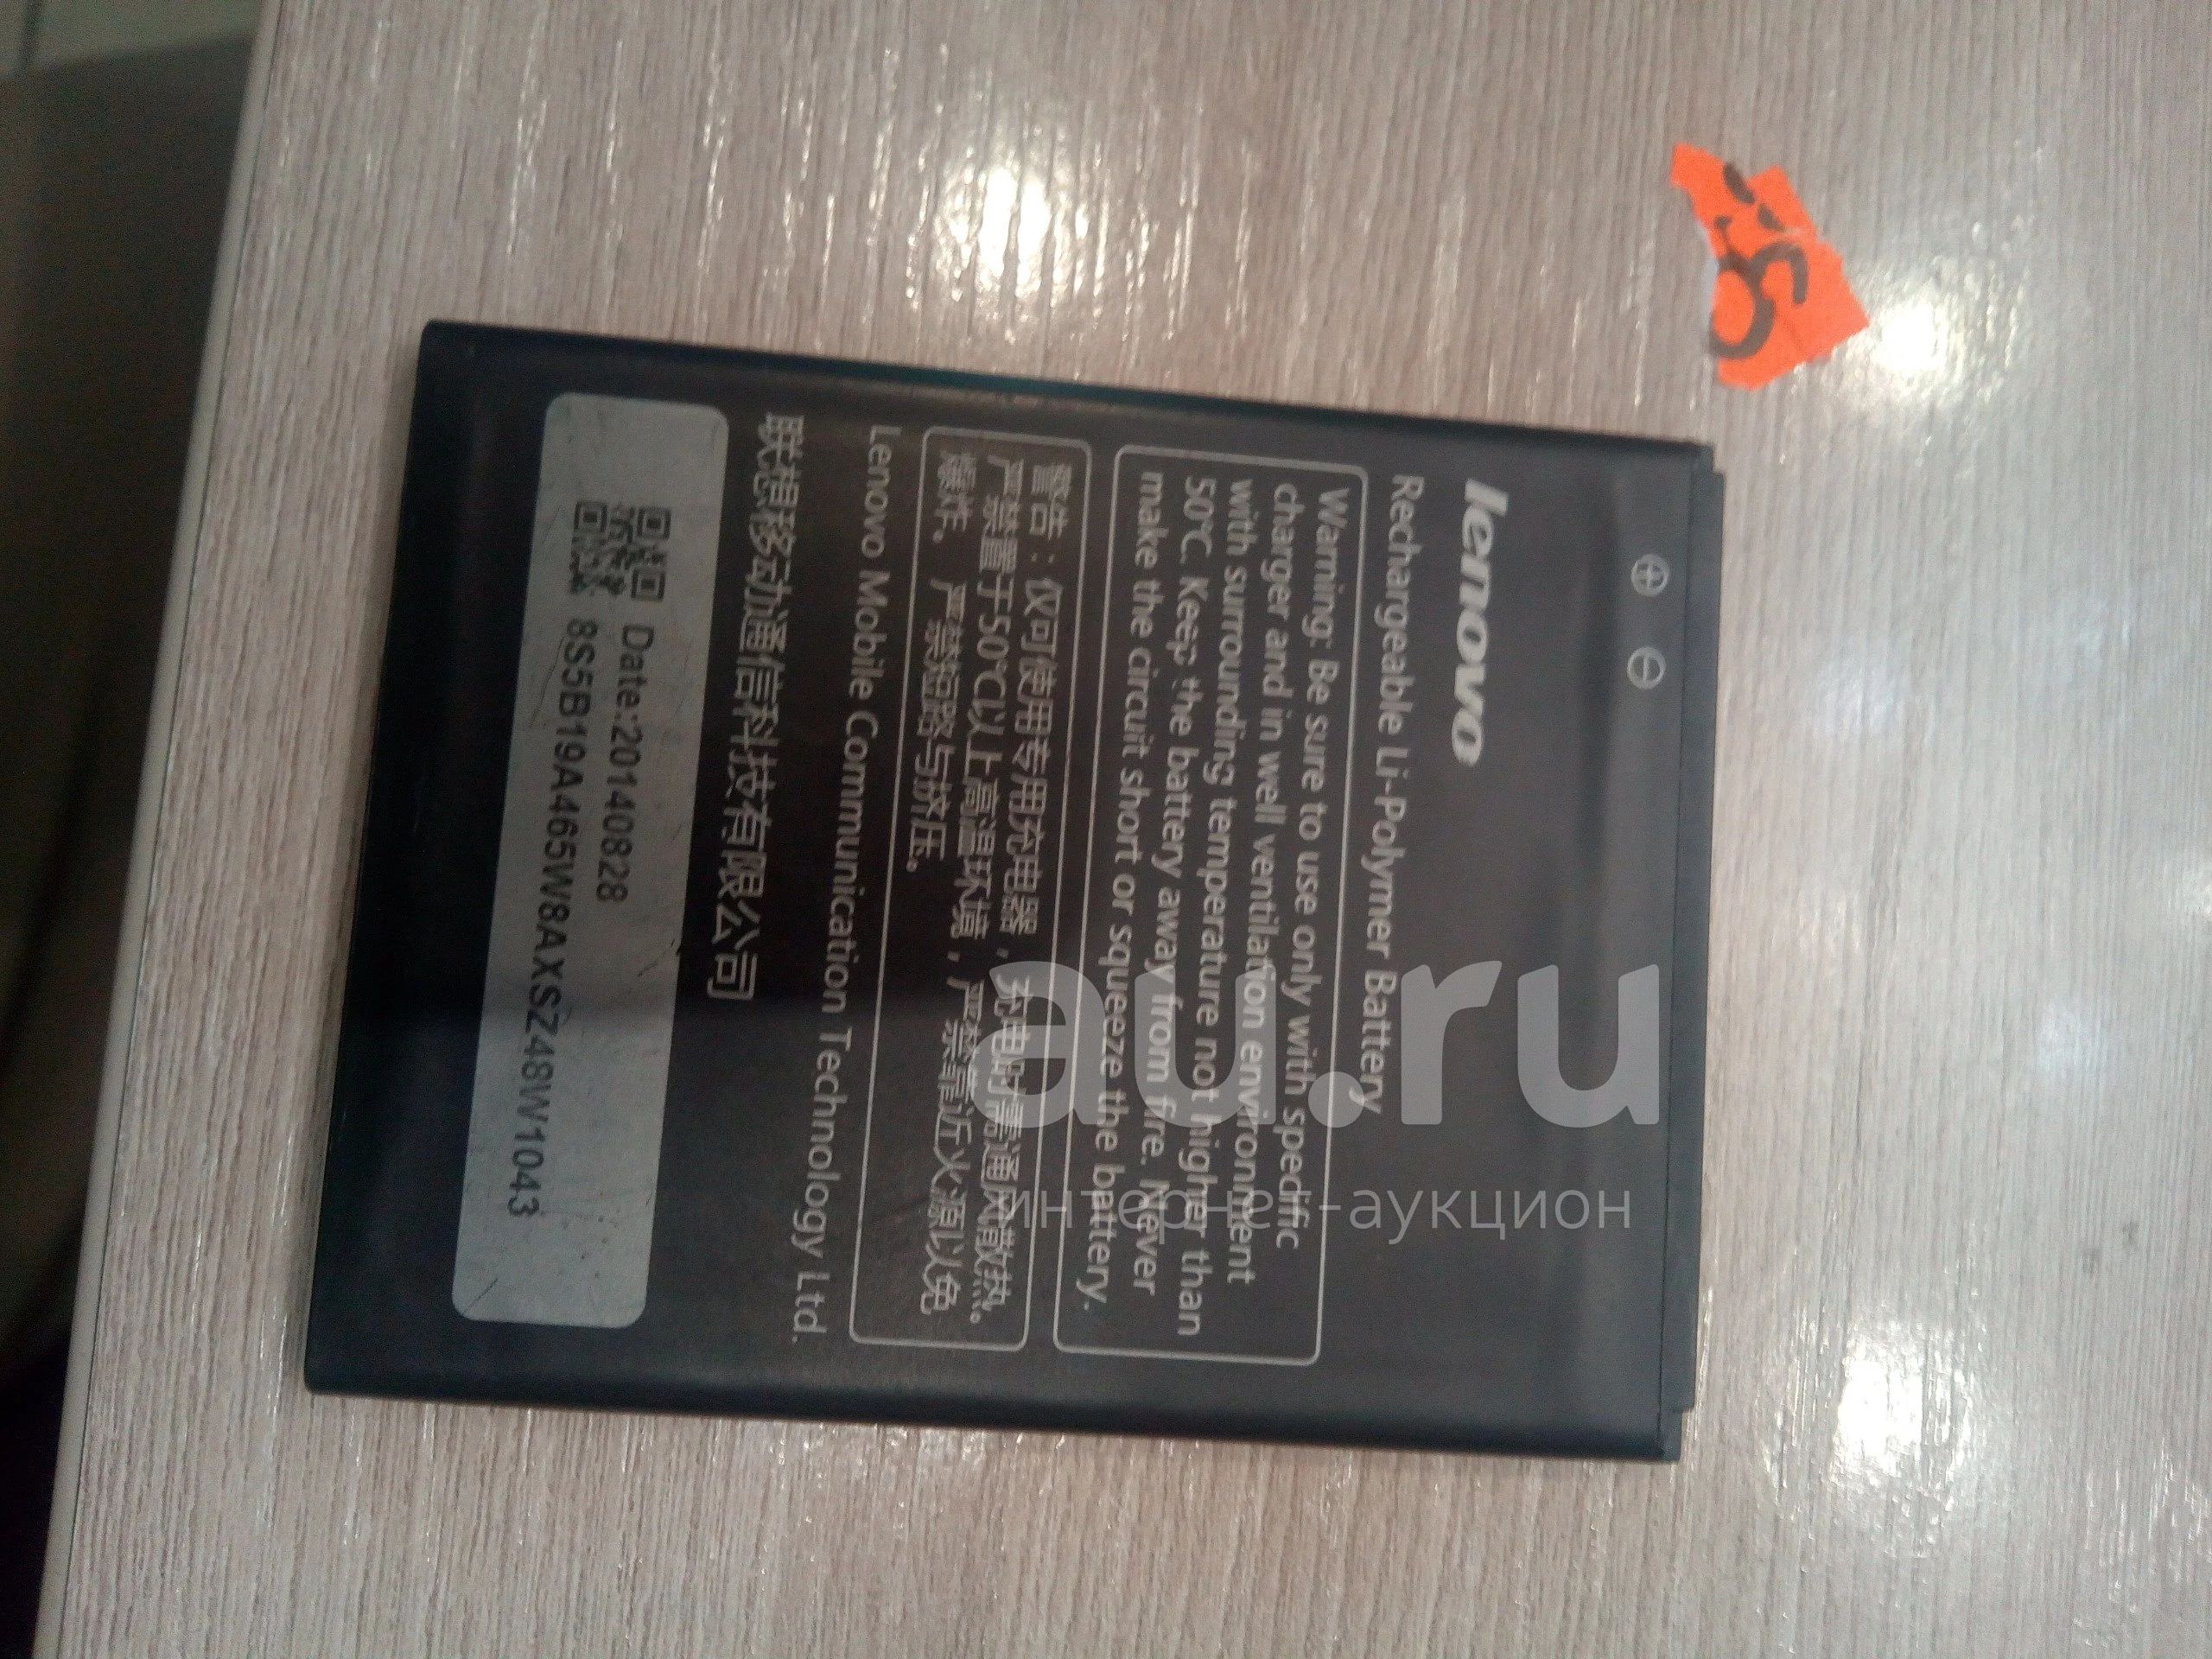 lenovo
Rechargeable Li-Polymer Battery
Warning: Be sure to use only with specific
charger and in well ventilation environment
with surrounding temperature not higher than
50℃. Keep the battery away from fire. Never
make the circuit short or squeeze the battery.
警告：仅可使用专用充电器，充电时需通风散热。
严禁置于50℃以上高温环境，严禁靠近火源以免
爆炸。严禁短路与挤压。
Lenovo Mobile Communication Technology Ltd.
联想移动通信科技有限公司
Date:20140828
8S5B19A465W8AXSZ48W1043
au.ru
интернет-аукцион